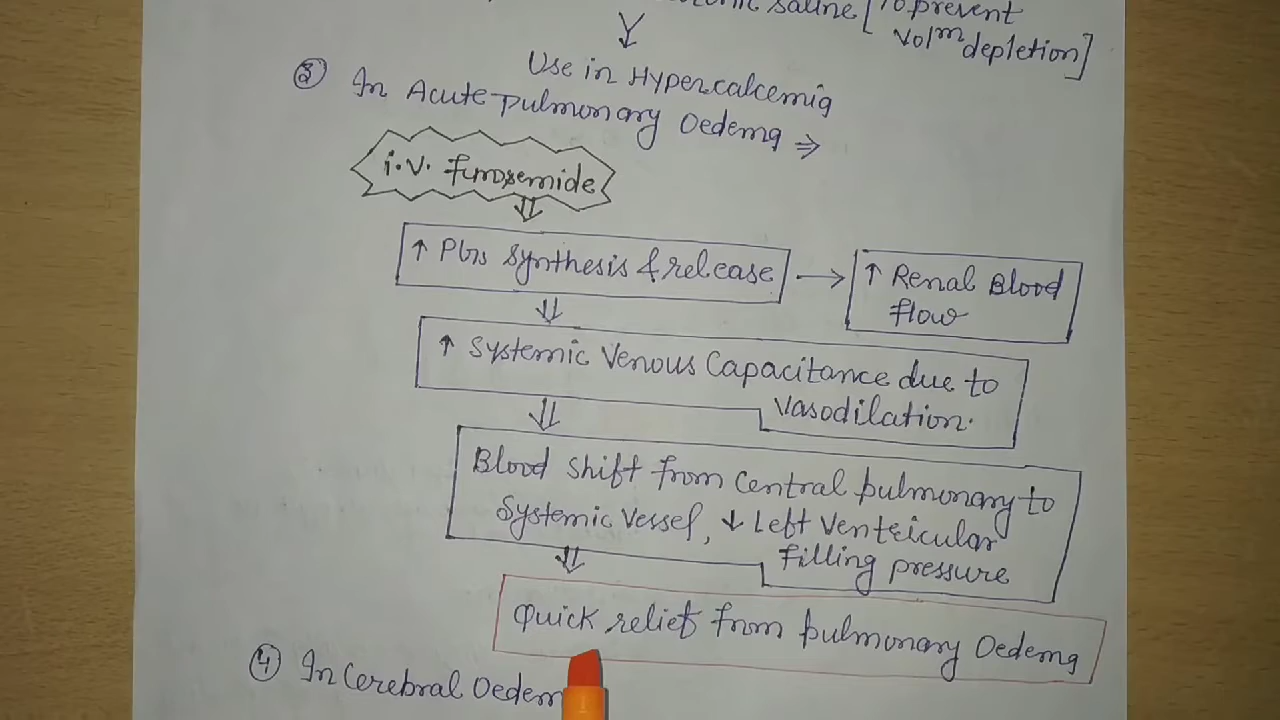 saline [To prevent
Vol^m depletion]
Use in Hypercalcemia
③ In Acute pulmonary Oedema ⇒
i.v. furosemide
↑ PGs synthesis & release → ↑ Renal Blood
flow
↑ Systemic Venous Capacitance due to
Vasodilation.
Blood shift from central pulmonary to
Systemic Vessel, ↓ Left Ventricular
filling pressure
Quick relief from pulmonary Oedema
④ In Cerebral Oedem